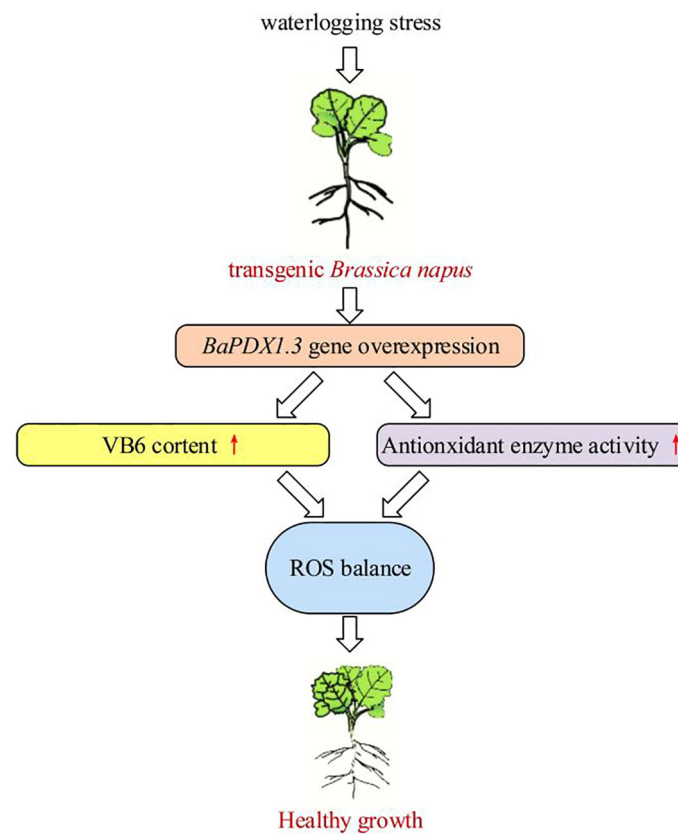 waterlogging stress
transgenic Brassica napus
BaPDX1.3 gene overexpression
VB6 cortent ↑
Antionxidant enzyme activity ↑
ROS balance
Healthy growth